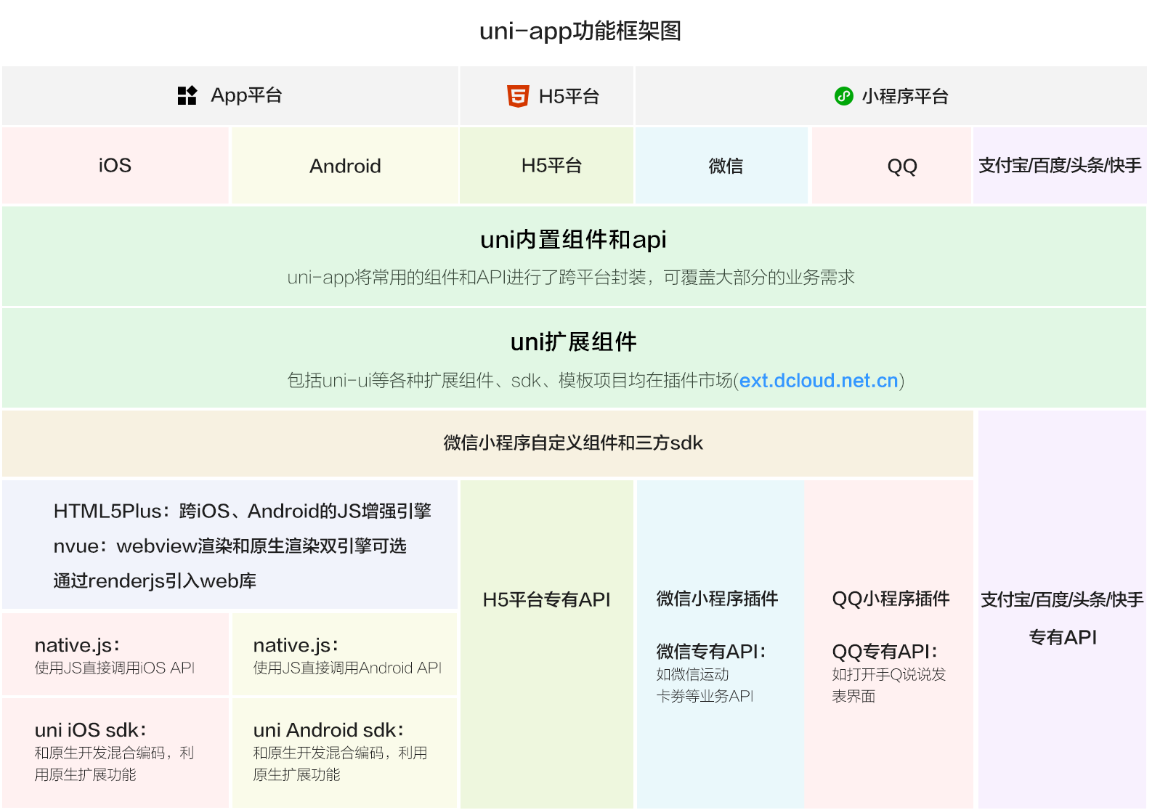 uni-app功能框架图
App平台
H5平台
小程序平台
iOS
Android
H5平台
微信
QQ
支付宝/百度/头条/快手
uni内置组件和api
uni-app将常用的组件和API进行了跨平台封装，可覆盖大部分的业务需求
uni扩展组件
包括uni-ui等各种扩展组件、sdk、模板项目均在插件市场(ext.dcloud.net.cn)
微信小程序自定义组件和三方sdk
HTML5Plus：跨iOS、Android的JS增强引擎
nvue：webview渲染和原生渲染双引擎可选
通过renderjs引入web库
native.js：
使用JS直接调用iOS API
native.js：
使用JS直接调用Android API
uni iOS sdk：
和原生开发混合编码，利
用原生扩展功能
uni Android sdk：
和原生开发混合编码，利用
原生扩展功能
H5平台专有API
微信小程序插件
微信专有API：
如微信运动
卡券等业务API
QQ小程序插件
QQ专有API：
如打开手Q说说发
表界面
支付宝/百度/头条/快手
专有API